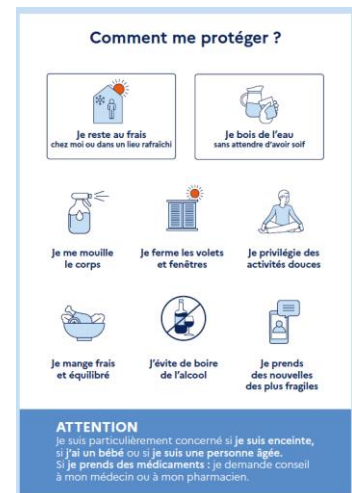 Comment me protéger ?
Je reste au frais
chez moi ou dans un lieu rafraîchi
Je bois de l'eau
sans attendre d'avoir soif
Je me mouille
le corps
Je ferme les volets
et fenêtres
Je privilégie des
activités douces
Je mange frais
et équilibré
J'évite de boire
de l'alcool
Je prends
des nouvelles
des plus fragiles
ATTENTION
Je suis particulièrement concerné si je suis enceinte,
si j'ai un bébé ou si je suis une personne âgée.
Si je prends des médicaments : je demande conseil
à mon médecin ou à mon pharmacien.